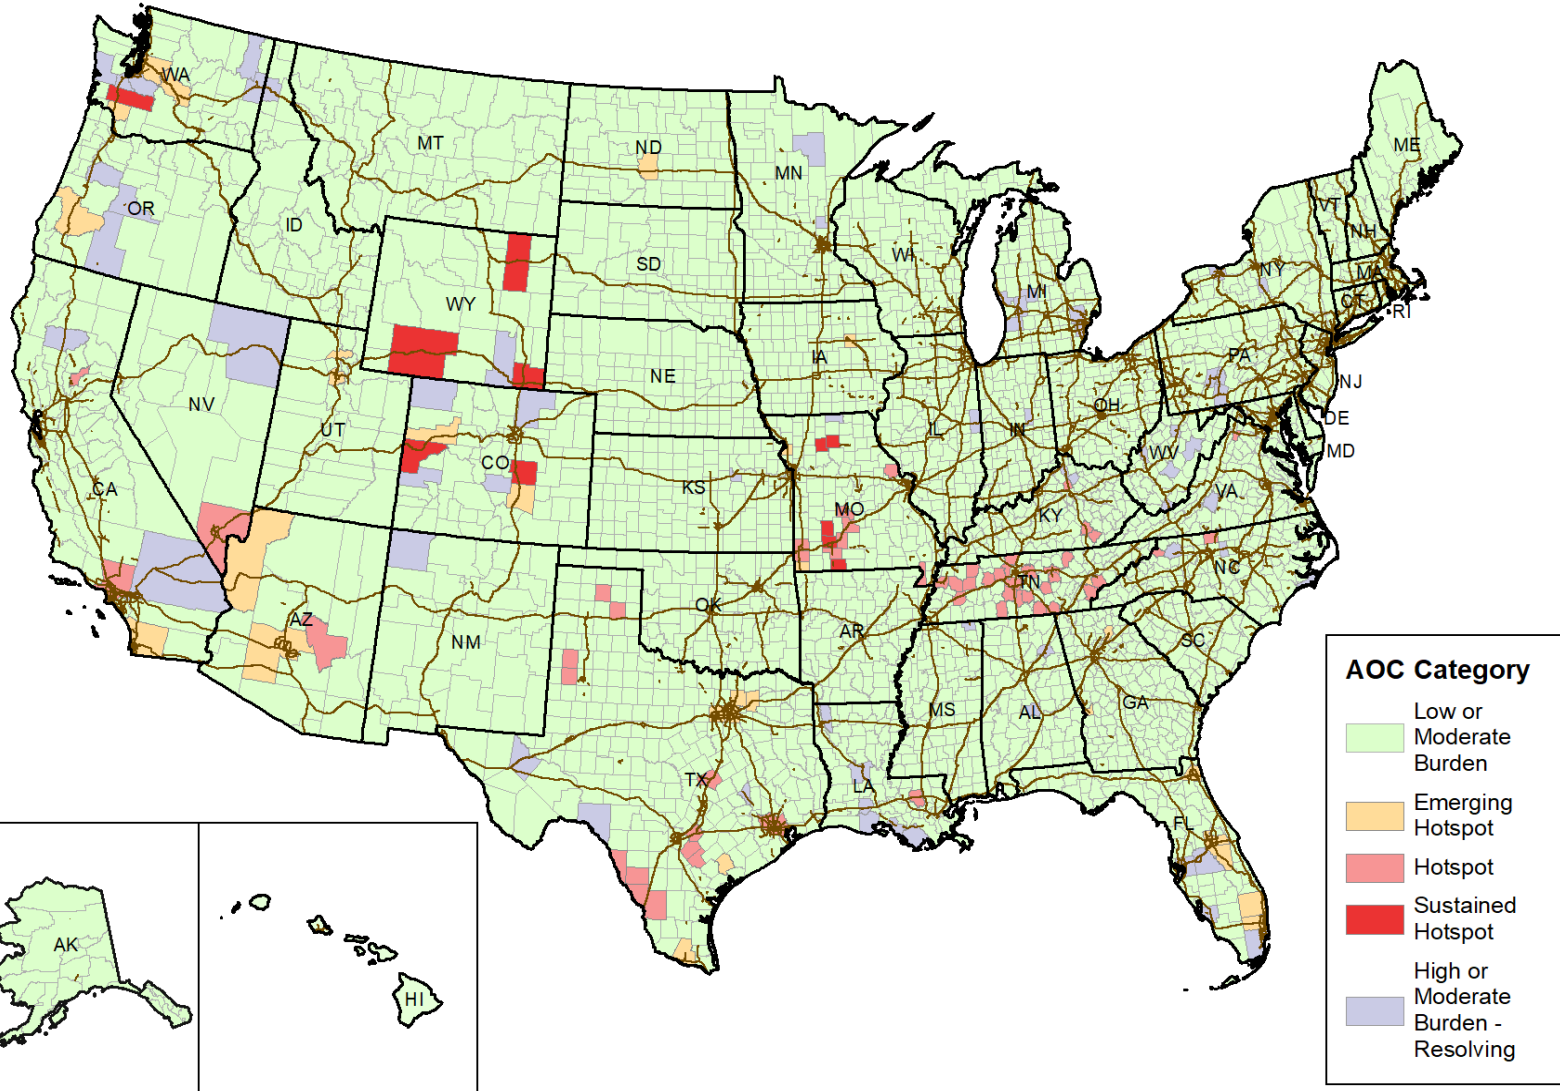 WA
MT
ND
MN
ME
OR
ID
VT
NH
WI
SD
MI
NY
MA
WY
CT
RI
IA
PA
NE
NJ
NV
OH
DE
UT
IL
IN
CO
WV
MD
CA
KS
MO
VA
KY
NC
TN
AZ
OK
AR
NM
SC
MS
AL
GA
TX
LA
FL
AK
HI
AOC Category
Low or
Moderate
Burden
Emerging
Hotspot
Hotspot
Sustained
Hotspot
High or
Moderate
Burden -
Resolving